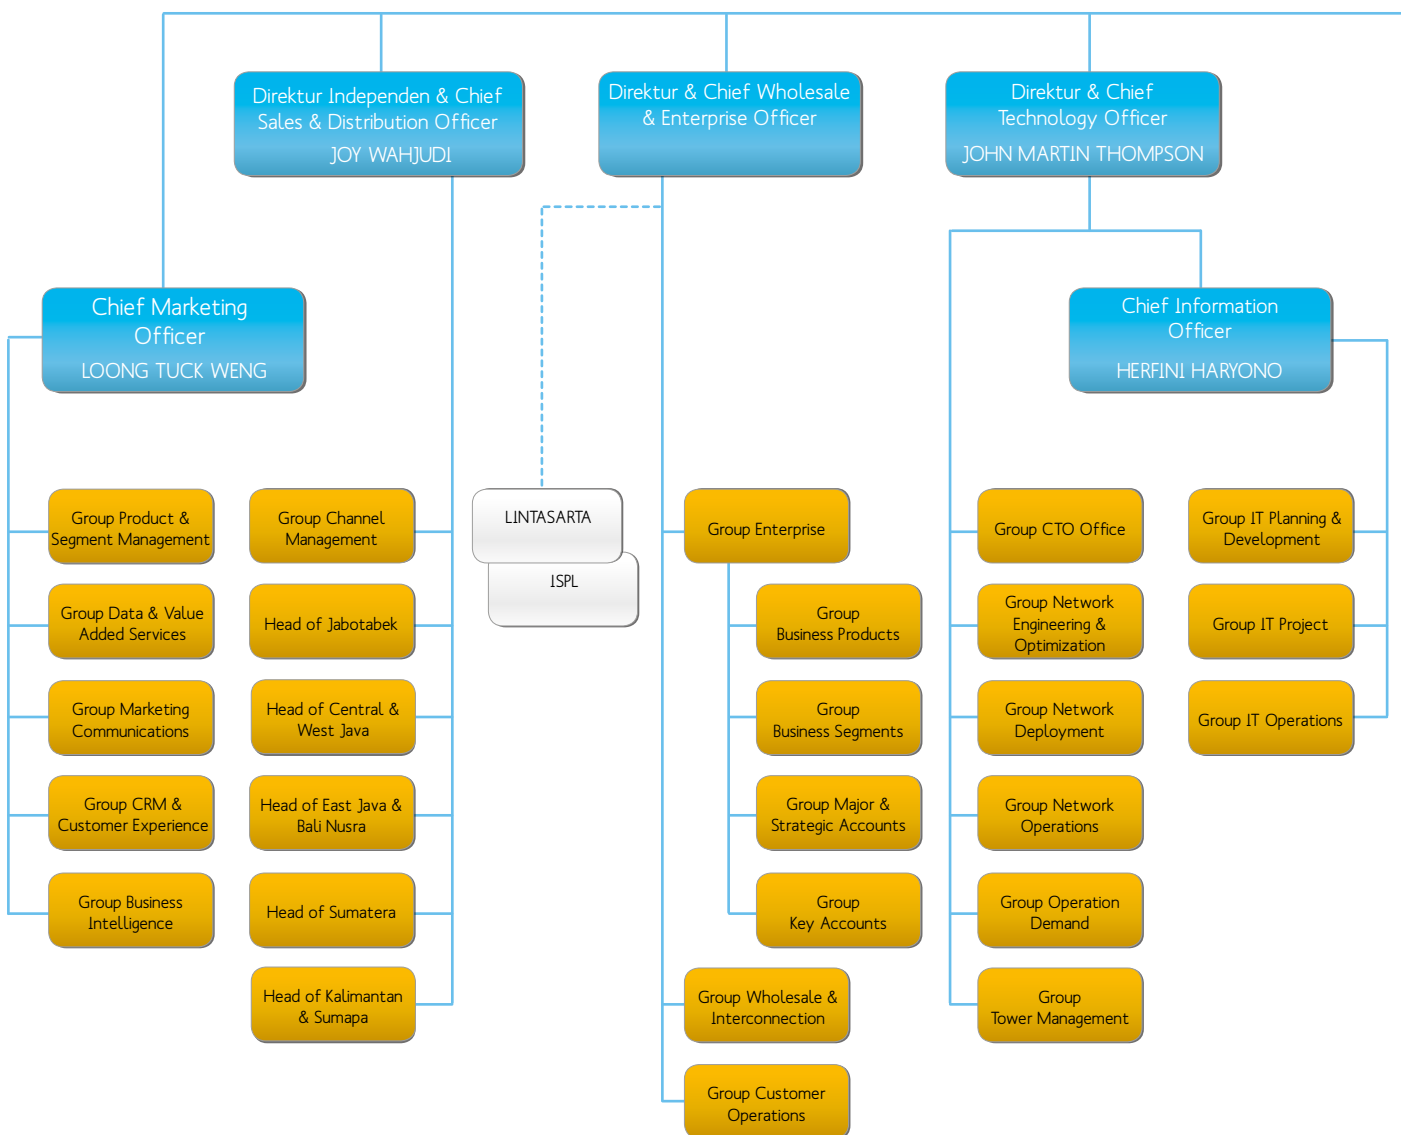 Direktur Independen & Chief
Sales & Distribution Officer
JOY WAHJUDI
Direktur & Chief Wholesale
& Enterprise Officer
Direktur & Chief
Technology Officer
JOHN MARTIN THOMPSON
Chief Marketing
Officer
LOONG TUCK WENG
Chief Information
Officer
HERFINI HARYONO
Group Product &
Segment Management
Group Data & Value
Added Services
Group Marketing
Communications
Group CRM &
Customer Experience
Group Business
Intelligence
Group Channel
Management
Head of Jabotabek
Head of Central &
West Java
Head of East Java &
Bali Nusra
Head of Sumatera
Head of Kalimantan
& Sumapa
LINTASARTA
ISPL
Group Enterprise
Group
Business Products
Group
Business Segments
Group Major &
Strategic Accounts
Group
Key Accounts
Group Wholesale &
Interconnection
Group Customer
Operations
Group CTO Office
Group Network
Engineering &
Optimization
Group Network
Deployment
Group Network
Operations
Group Operation
Demand
Group
Tower Management
Group IT Planning &
Development
Group IT Project
Group IT Operations